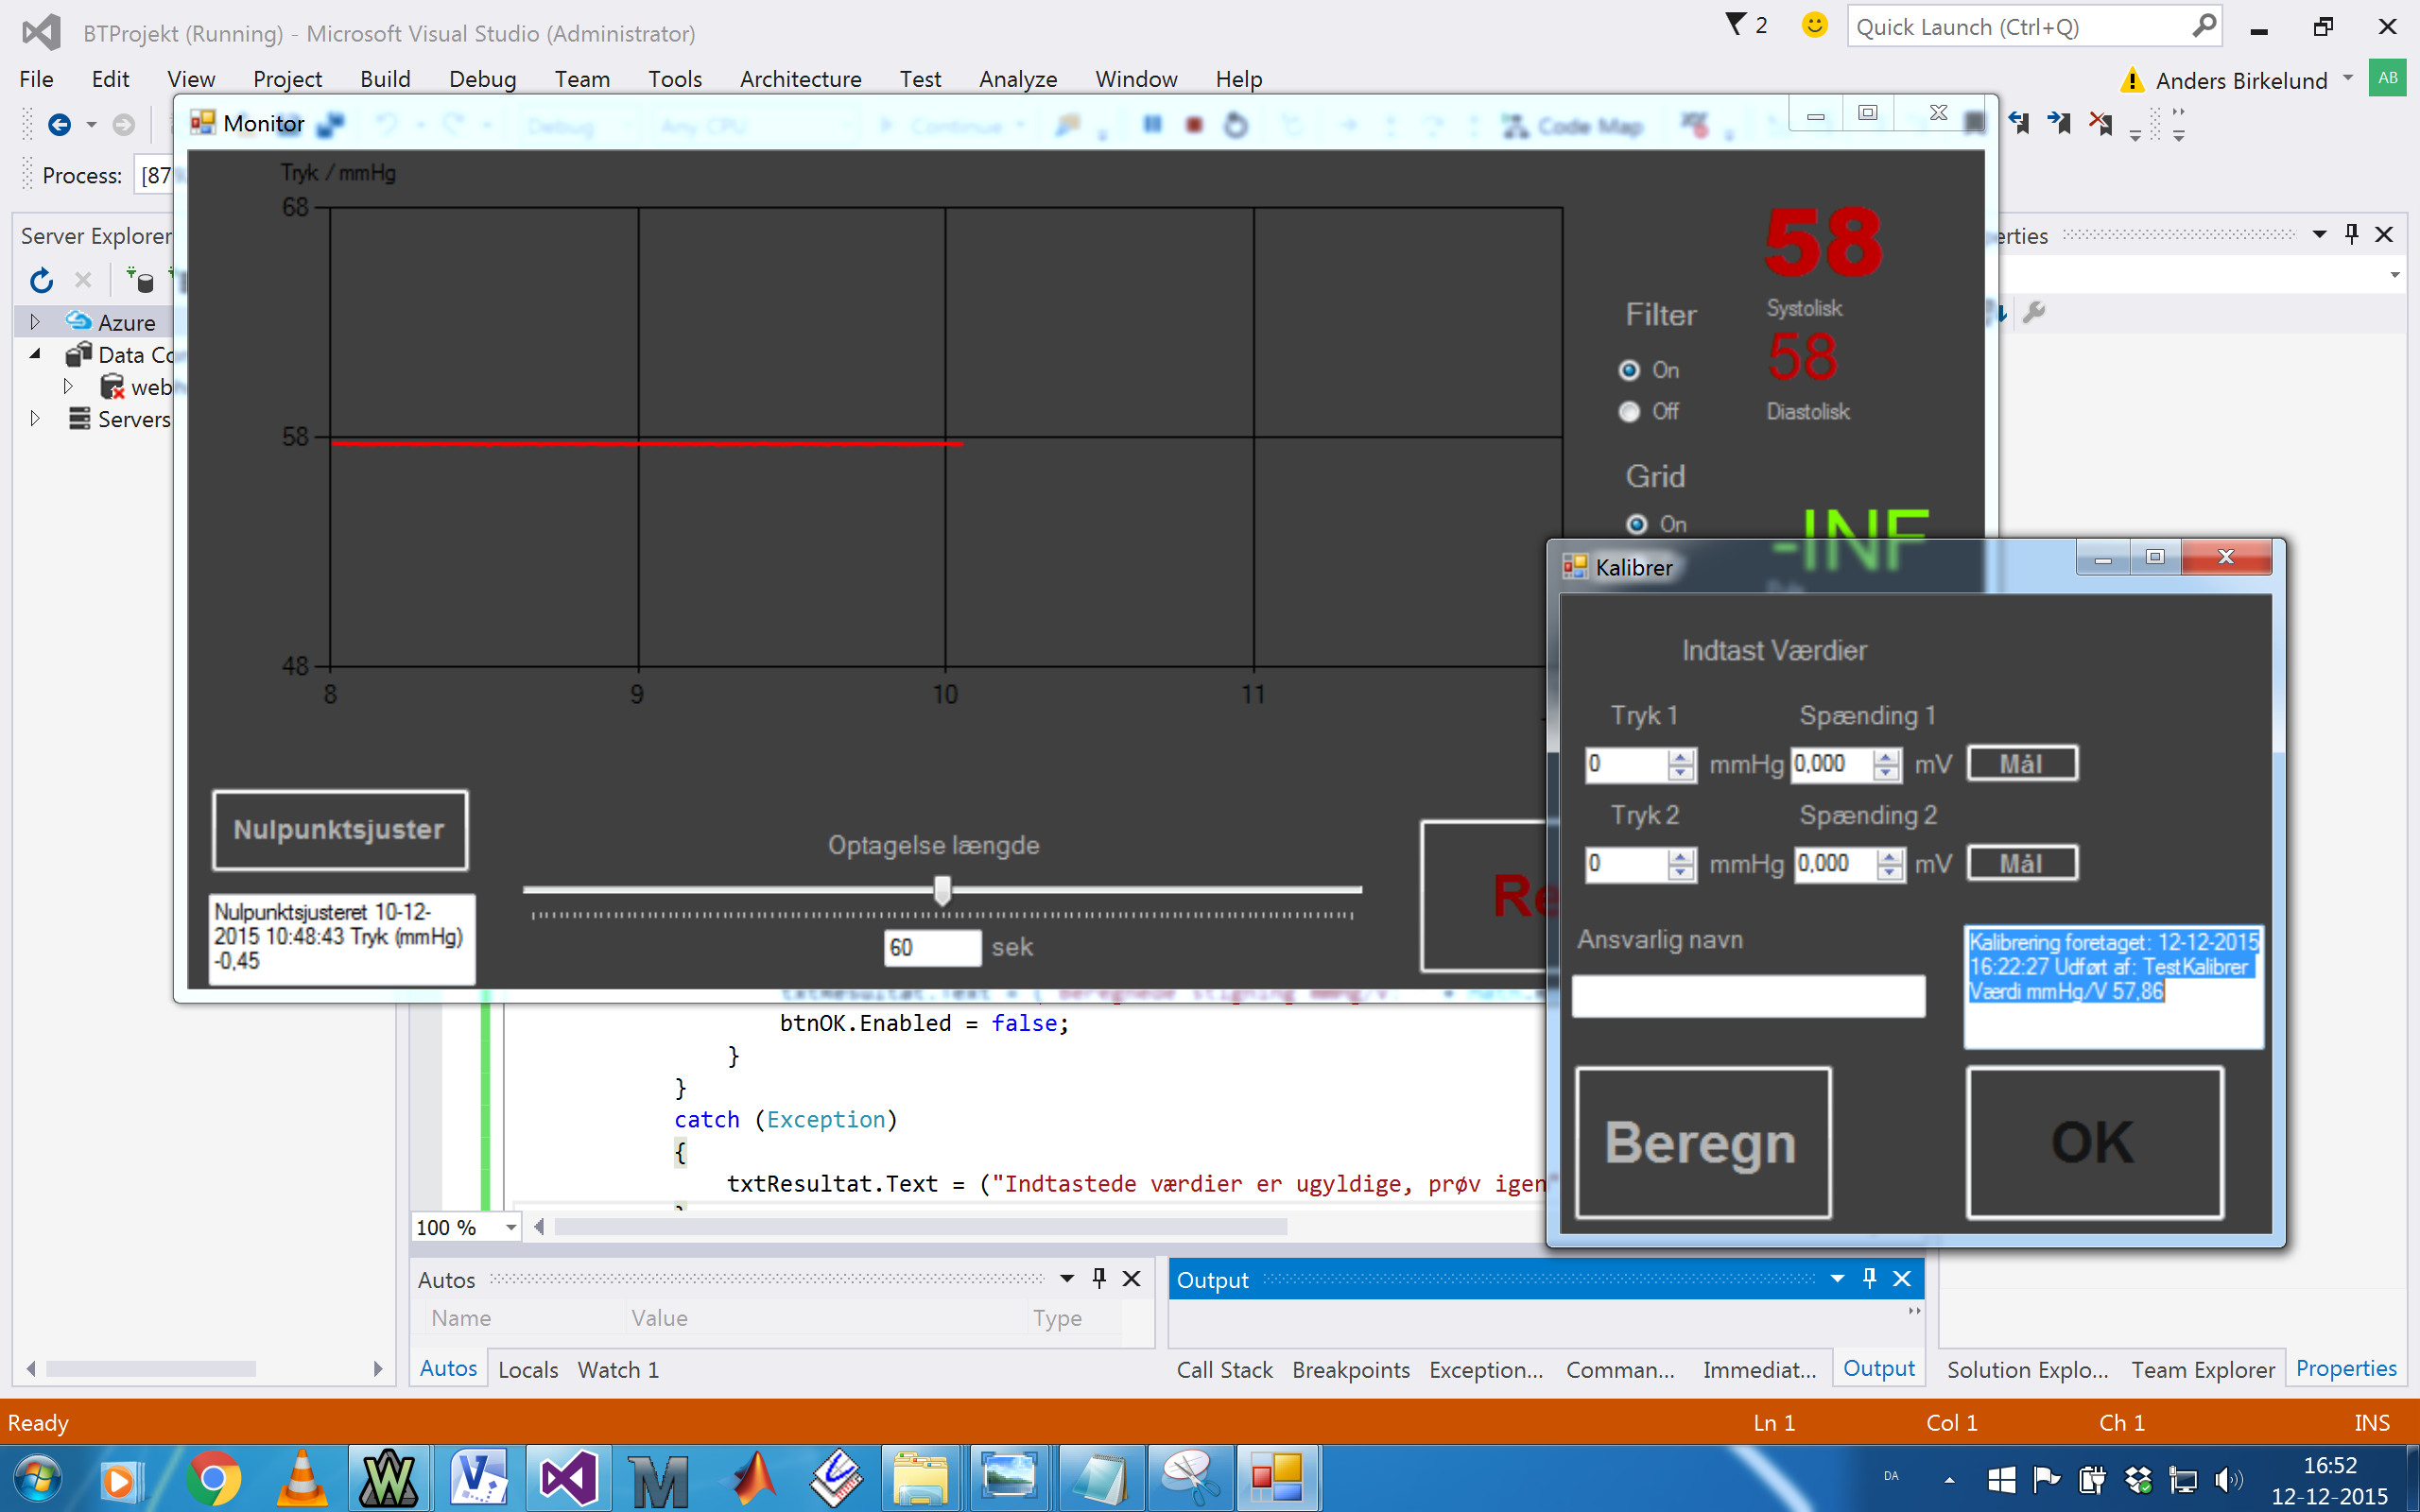 BTProjekt (Running) - Microsoft Visual Studio (Administrator)
2
Quick Launch (Ctrl+Q)
File Edit View Project Build Debug Team Tools Architecture Test Analyze Window Help
Anders Birkelund
AB
Monitor
Debug
Any CPU
Continue
Code Map
Process: [87
Server Explorer
Azure
Data Co
web
Servers
Tryk / mmHg
68
58
48
8 9 10 11
Filter
On
Off
Grid
On
58
Systolisk
58
Diastolisk
-INF
Nulpunktsjuster
Nulpunktsjusteret 10-12-
2015 10:48:43 Tryk (mmHg)
-0,45
Optagelse længde
60 sek
Re
erties
Kalibrer
Indtast Værdier
Tryk 1 Spænding 1
0 mmHg 0,000 mV Mål
Tryk 2 Spænding 2
0 mmHg 0,000 mV Mål
Ansvarlig navn
Kalibrering foretaget: 12-12-2015
16:22:27 Udført af: TestKalibrer
Værdi mmHg/V 57,86
Beregn
OK
btnOK.Enabled = false;
}
}
catch (Exception)
{
txtResultat.Text = ("Indtastede værdier er ugyldige, prøv igen"
100 %
Autos
Name Value Type
Autos Locals Watch 1
Output
Call Stack Breakpoints Exception... Comman... Immediat... Output
Solution Explo... Team Explorer Properties
Ready Ln 1 Col 1 Ch 1 INS
DA
16:52
12-12-2015